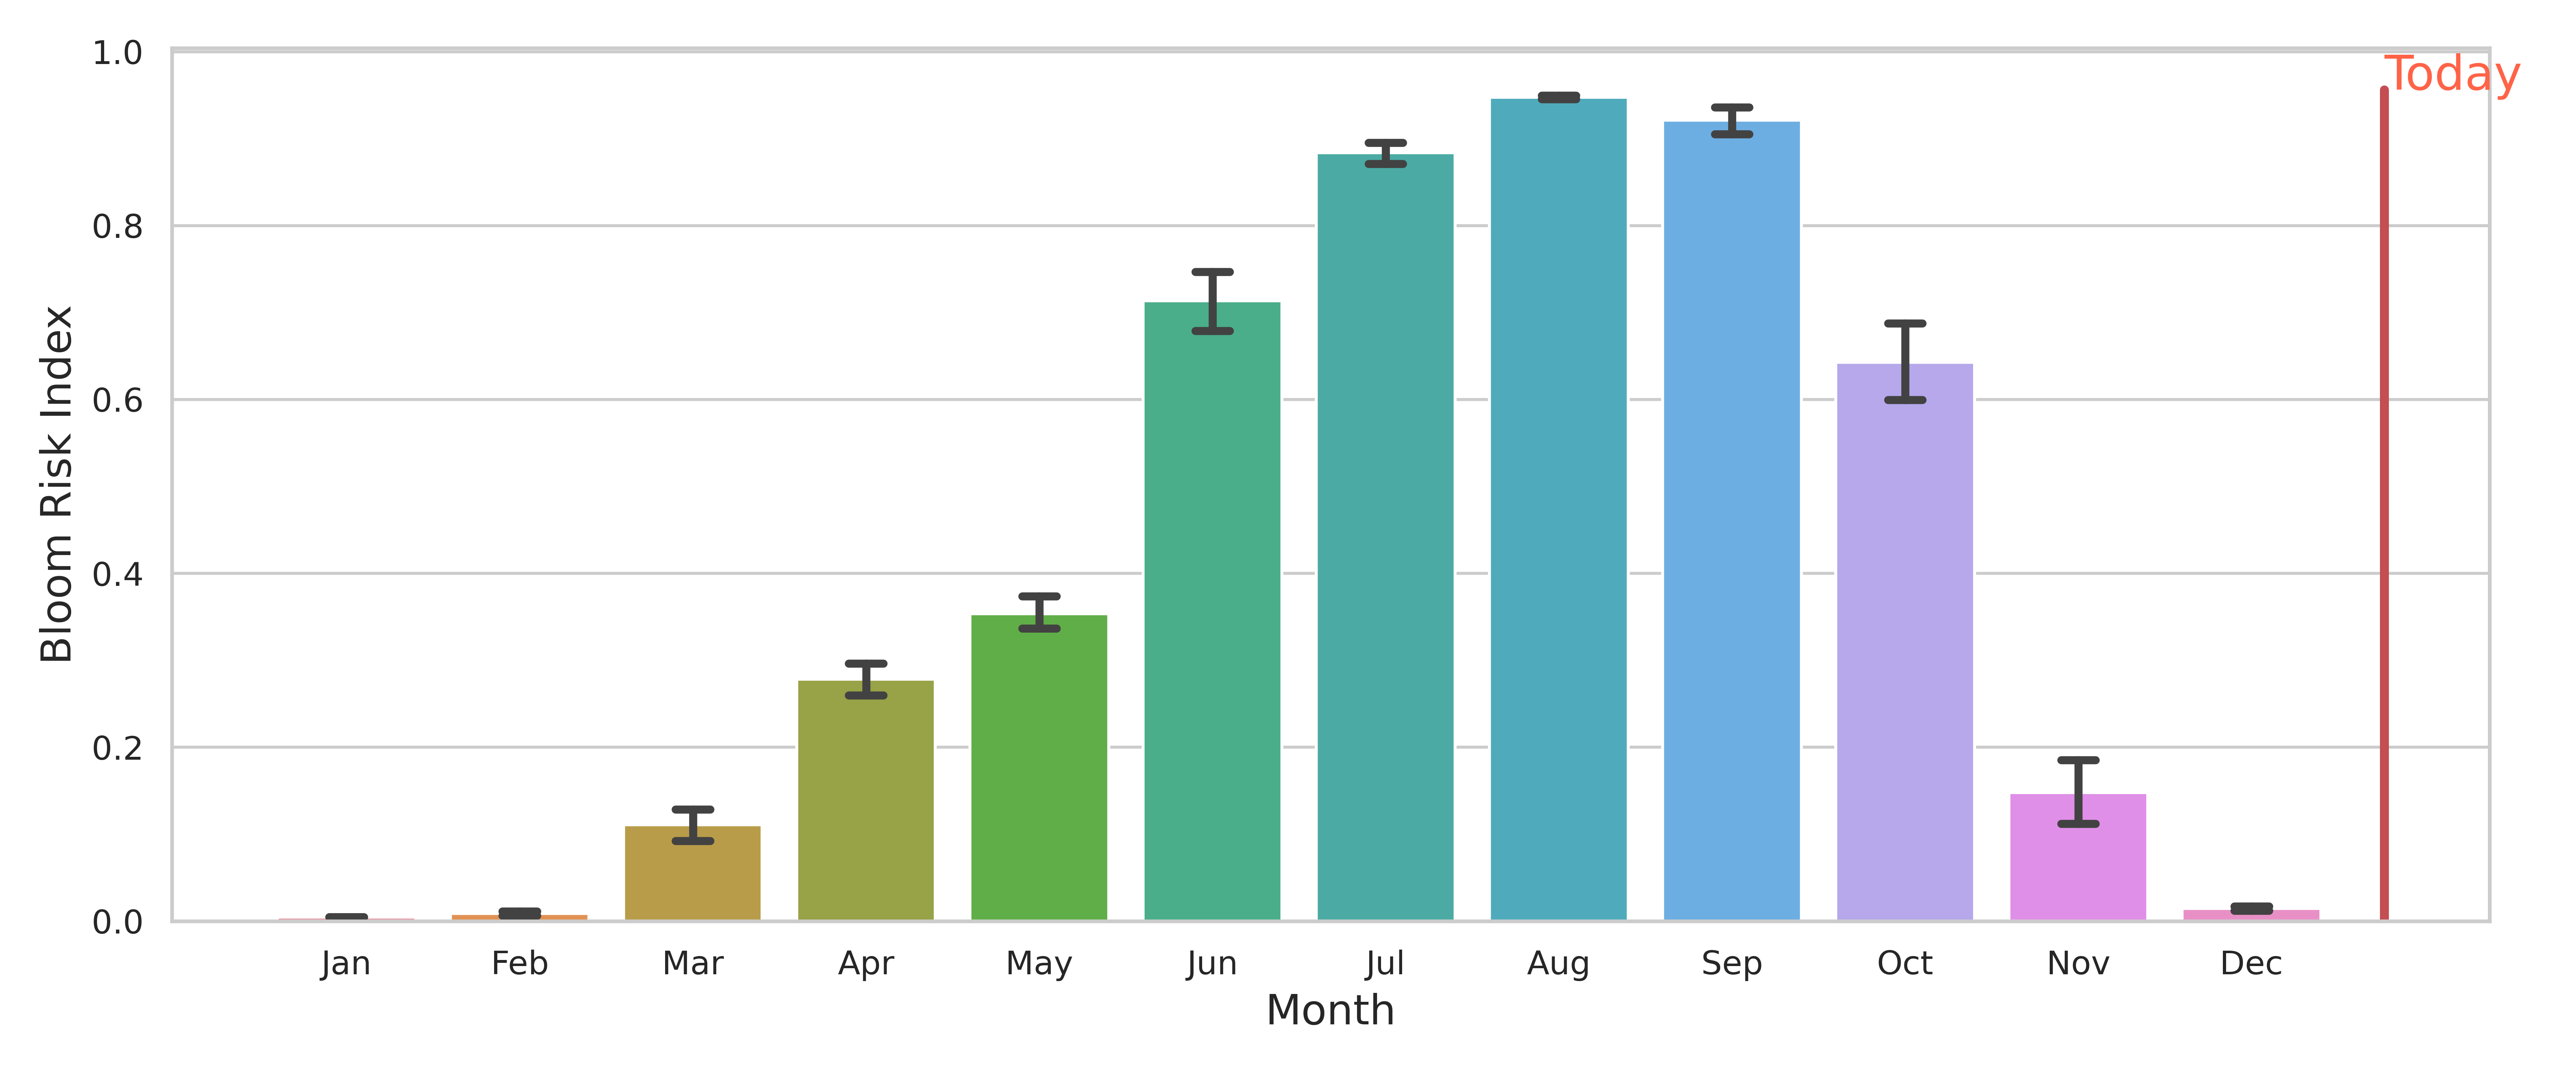 Today
Bloom Risk Index
1.0
0.8
0.6
0.4
0.2
0.0
Jan Feb Mar Apr May Jun Jul Aug Sep Oct Nov Dec
Month